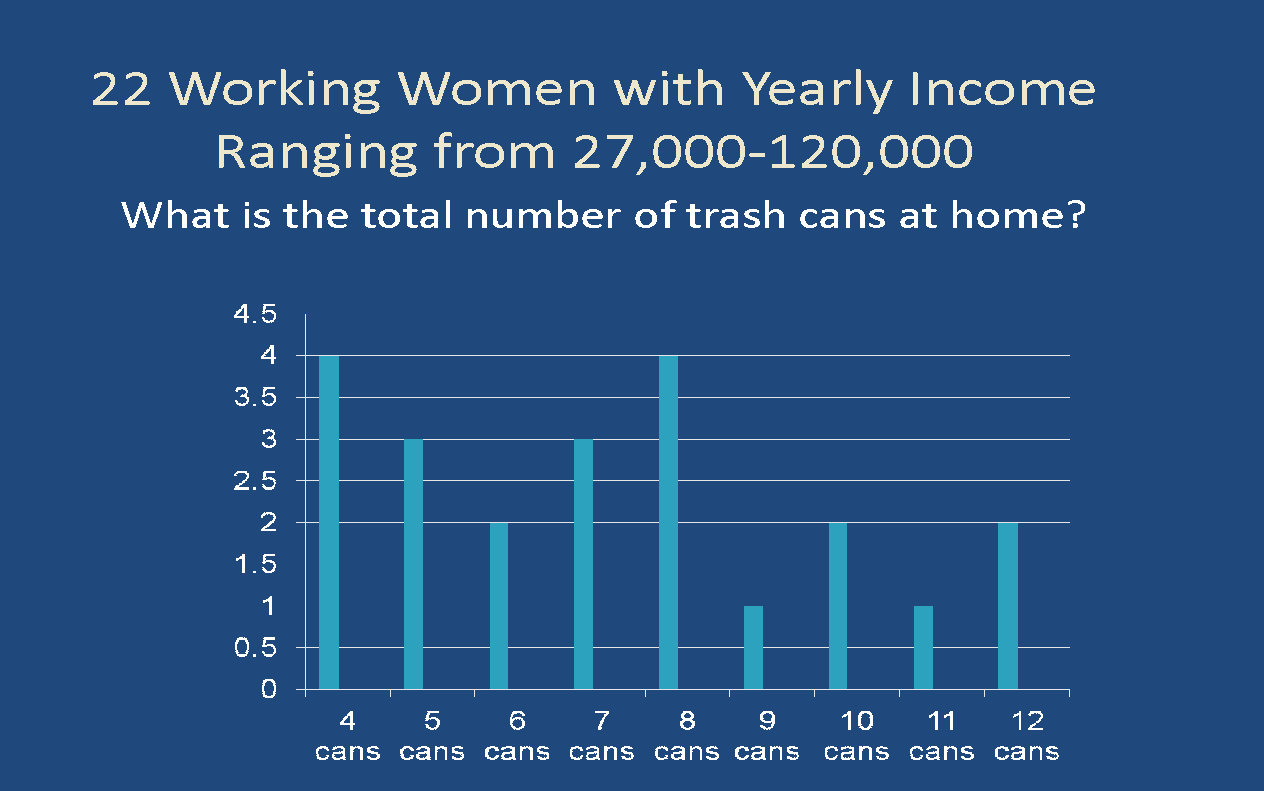 22 Working Women with Yearly Income
Ranging from 27,000-120,000
What is the total number of trash cans at home?
4.5
4
3.5
3
2.5
2
1.5
1
0.5
0
4 5 6 7 8 9 10 11 12
cans cans cans cans cans cans cans cans cans